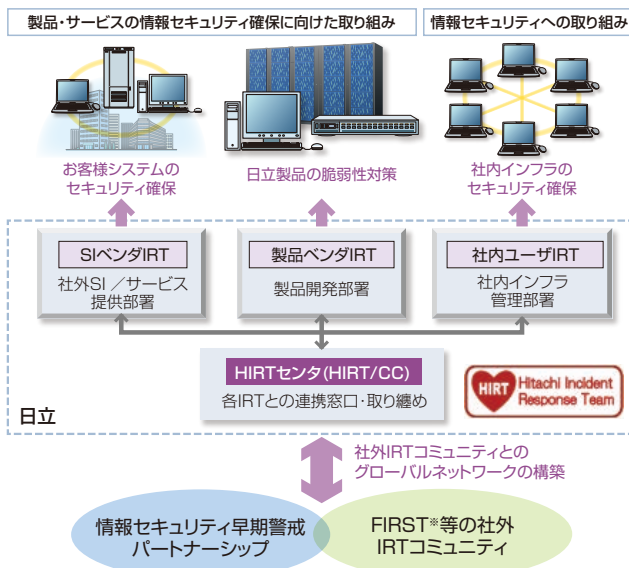 製品・サービスの情報セキュリティ確保に向けた取り組み
情報セキュリティへの取り組み
お客様システムの
セキュリティ確保
日立製品の脆弱性対策
社内インフラの
セキュリティ確保
SIベンダIRT
社外SI／サービス
提供部署
製品ベンダIRT
製品開発部署
社内ユーザIRT
社内インフラ
管理部署
HIRTセンタ(HIRT/CC)
各IRTとの連携窓口・取り纏め
HIRT
Hitachi Incident
Response Team
日立
社外IRTコミュニティとの
グローバルネットワークの構築
情報セキュリティ早期警戒
パートナーシップ
FIRST※等の社外
IRTコミュニティ